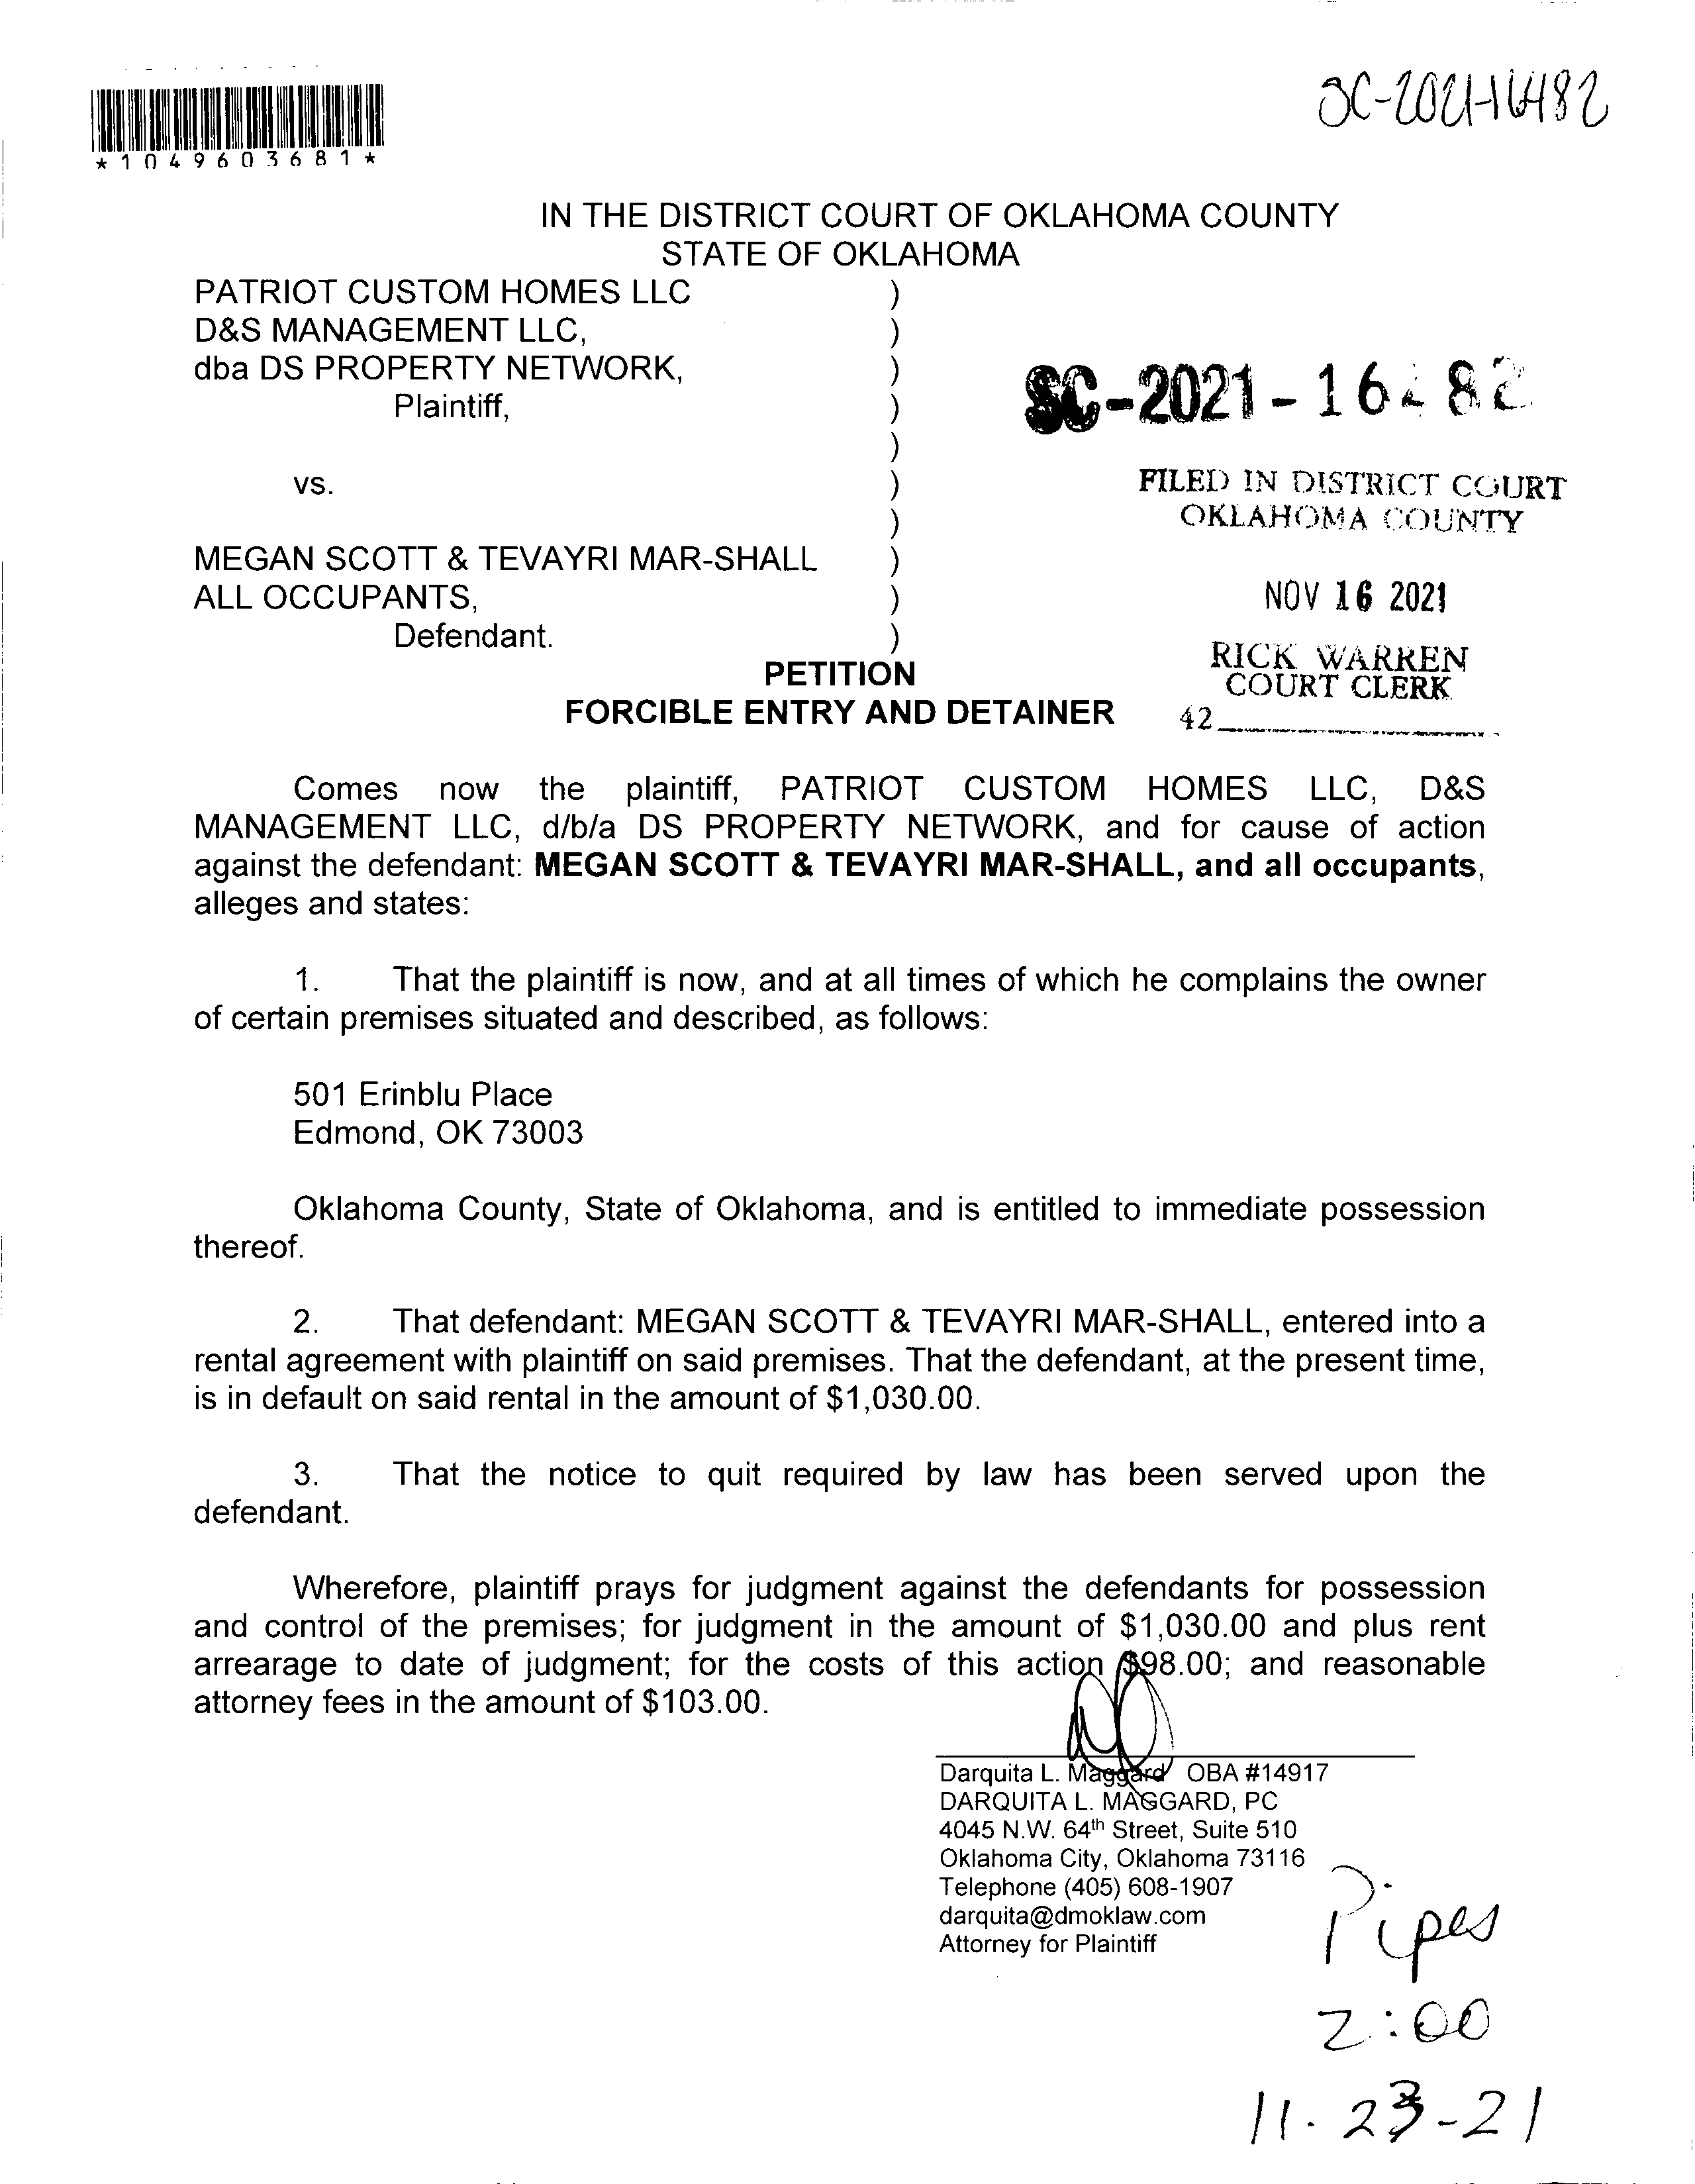 SC-2021-16482
*1049603681*
IN THE DISTRICT COURT OF OKLAHOMA COUNTY
STATE OF OKLAHOMA
PATRIOT CUSTOM HOMES LLC )
D&S MANAGEMENT LLC, )
dba DS PROPERTY NETWORK, )
Plaintiff, )
)
vs. )
)
MEGAN SCOTT & TEVAYRI MAR-SHALL )
ALL OCCUPANTS, )
Defendant. )
SC-2021-16482
FILED IN DISTRICT COURT
OKLAHOMA COUNTY
NOV 16 2021
RICK WARREN
COURT CLERK
42
PETITION
FORCIBLE ENTRY AND DETAINER
Comes now the plaintiff, PATRIOT CUSTOM HOMES LLC, D&S
MANAGEMENT LLC, d/b/a DS PROPERTY NETWORK, and for cause of action
against the defendant: MEGAN SCOTT & TEVAYRI MAR-SHALL, and all occupants,
alleges and states:
1. That the plaintiff is now, and at all times of which he complains the owner
of certain premises situated and described, as follows:
501 Erinblu Place
Edmond, OK 73003
Oklahoma County, State of Oklahoma, and is entitled to immediate possession
thereof.
2. That defendant: MEGAN SCOTT & TEVAYRI MAR-SHALL, entered into a
rental agreement with plaintiff on said premises. That the defendant, at the present time,
is in default on said rental in the amount of $1,030.00.
3. That the notice to quit required by law has been served upon the
defendant.
Wherefore, plaintiff prays for judgment against the defendants for possession
and control of the premises; for judgment in the amount of $1,030.00 and plus rent
arrearage to date of judgment; for the costs of this action $98.00; and reasonable
attorney fees in the amount of $103.00.
Darquita L. Maggard OBA #14917
DARQUITA L. MAGGARD, PC
4045 N.W. 64th Street, Suite 510
Oklahoma City, Oklahoma 73116
Telephone (405) 608-1907
darquita@dmoklaw.com
Attorney for Plaintiff
Pipes
2:00
11-23-21